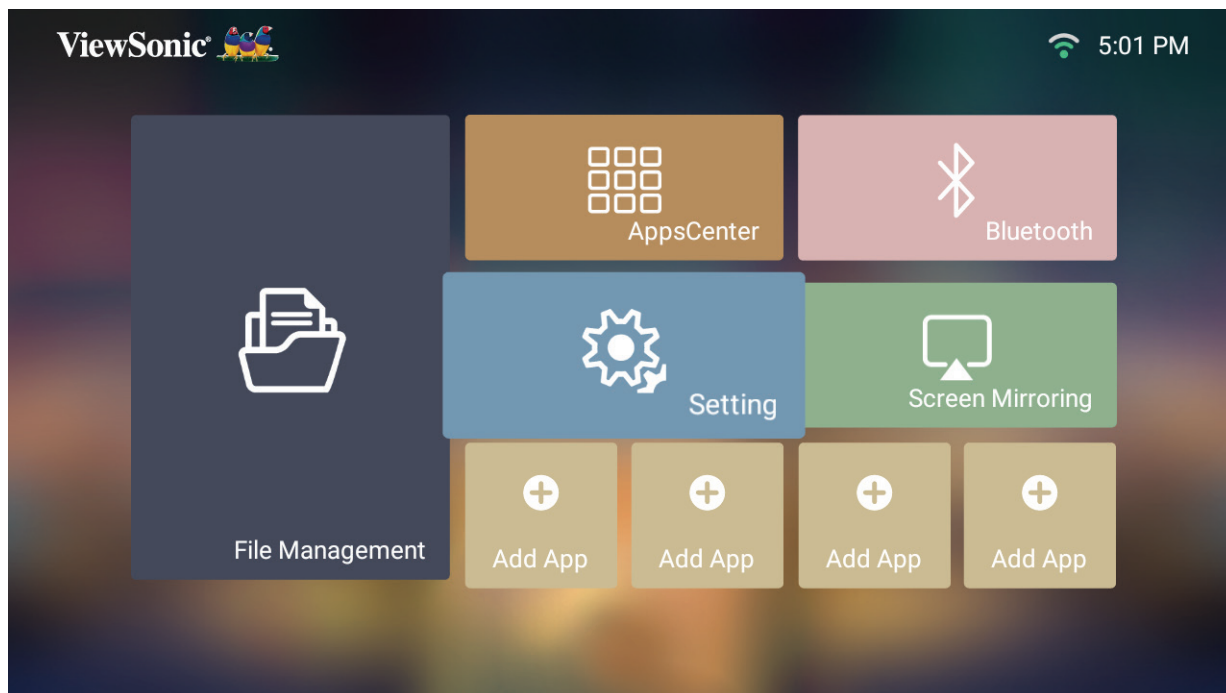 ViewSonic®
5:01 PM
AppsCenter
Bluetooth
Setting
Screen Mirroring
File Management
Add App
Add App
Add App
Add App